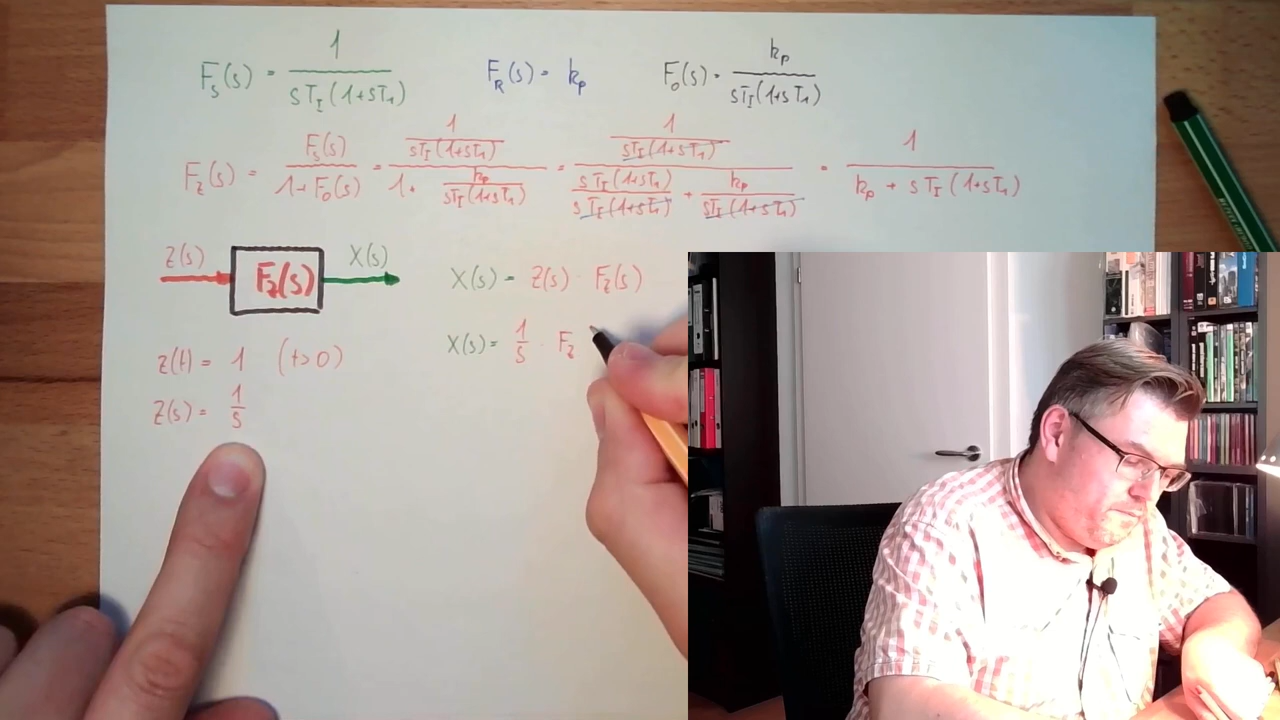 F_S(s) = 1/(sT_I(1+sT_1)) F_R(s) = k_p F_0(s) = k_p/(sT_I(1+sT_1))
F_Z(s) = F_S(s)/(1+F_0(s)) = (1/(sT_I(1+sT_1)))/(1+k_p/(sT_I(1+sT_1))) = (1/(sT_I(1+sT_1)))/((sT_I(1+sT_1))/(sT_I(1+sT_1)) + k_p/(sT_I(1+sT_1))) = 1/(k_p + sT_I(1+sT_1))
Z(s) F_Z(s) X(s)
X(s) = Z(s) · F_Z(s)
X(s) = 1/s · F_Z
z(t) = 1 (t>0)
Z(s) = 1/s